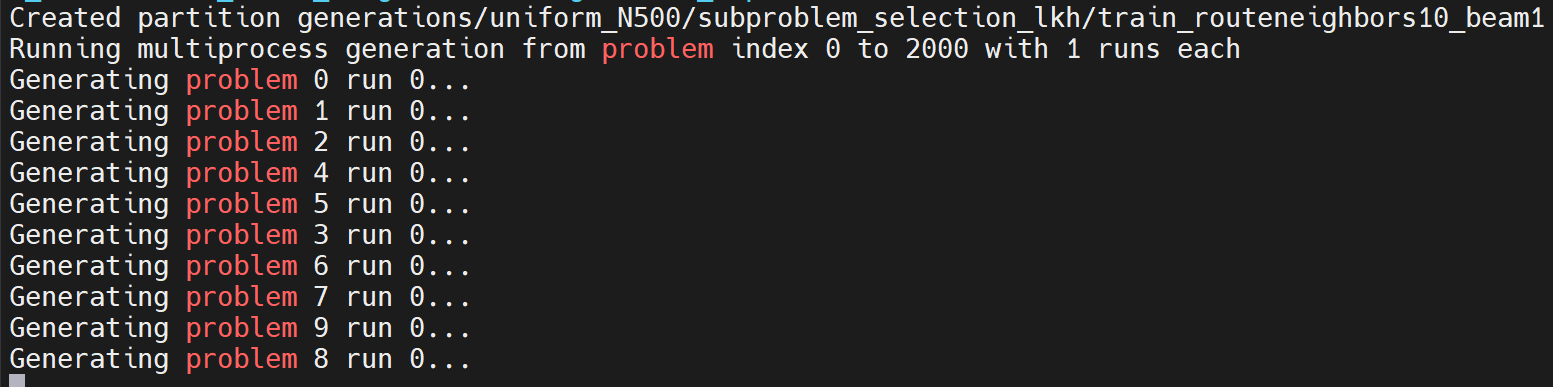 Created partition generations/uniform_N500/subproblem_selection_lkh/train_routeneighbors10_beam1
Running multiprocess generation from problem index 0 to 2000 with 1 runs each
Generating problem 0 run 0...
Generating problem 1 run 0...
Generating problem 2 run 0...
Generating problem 4 run 0...
Generating problem 5 run 0...
Generating problem 3 run 0...
Generating problem 6 run 0...
Generating problem 7 run 0...
Generating problem 9 run 0...
Generating problem 8 run 0...